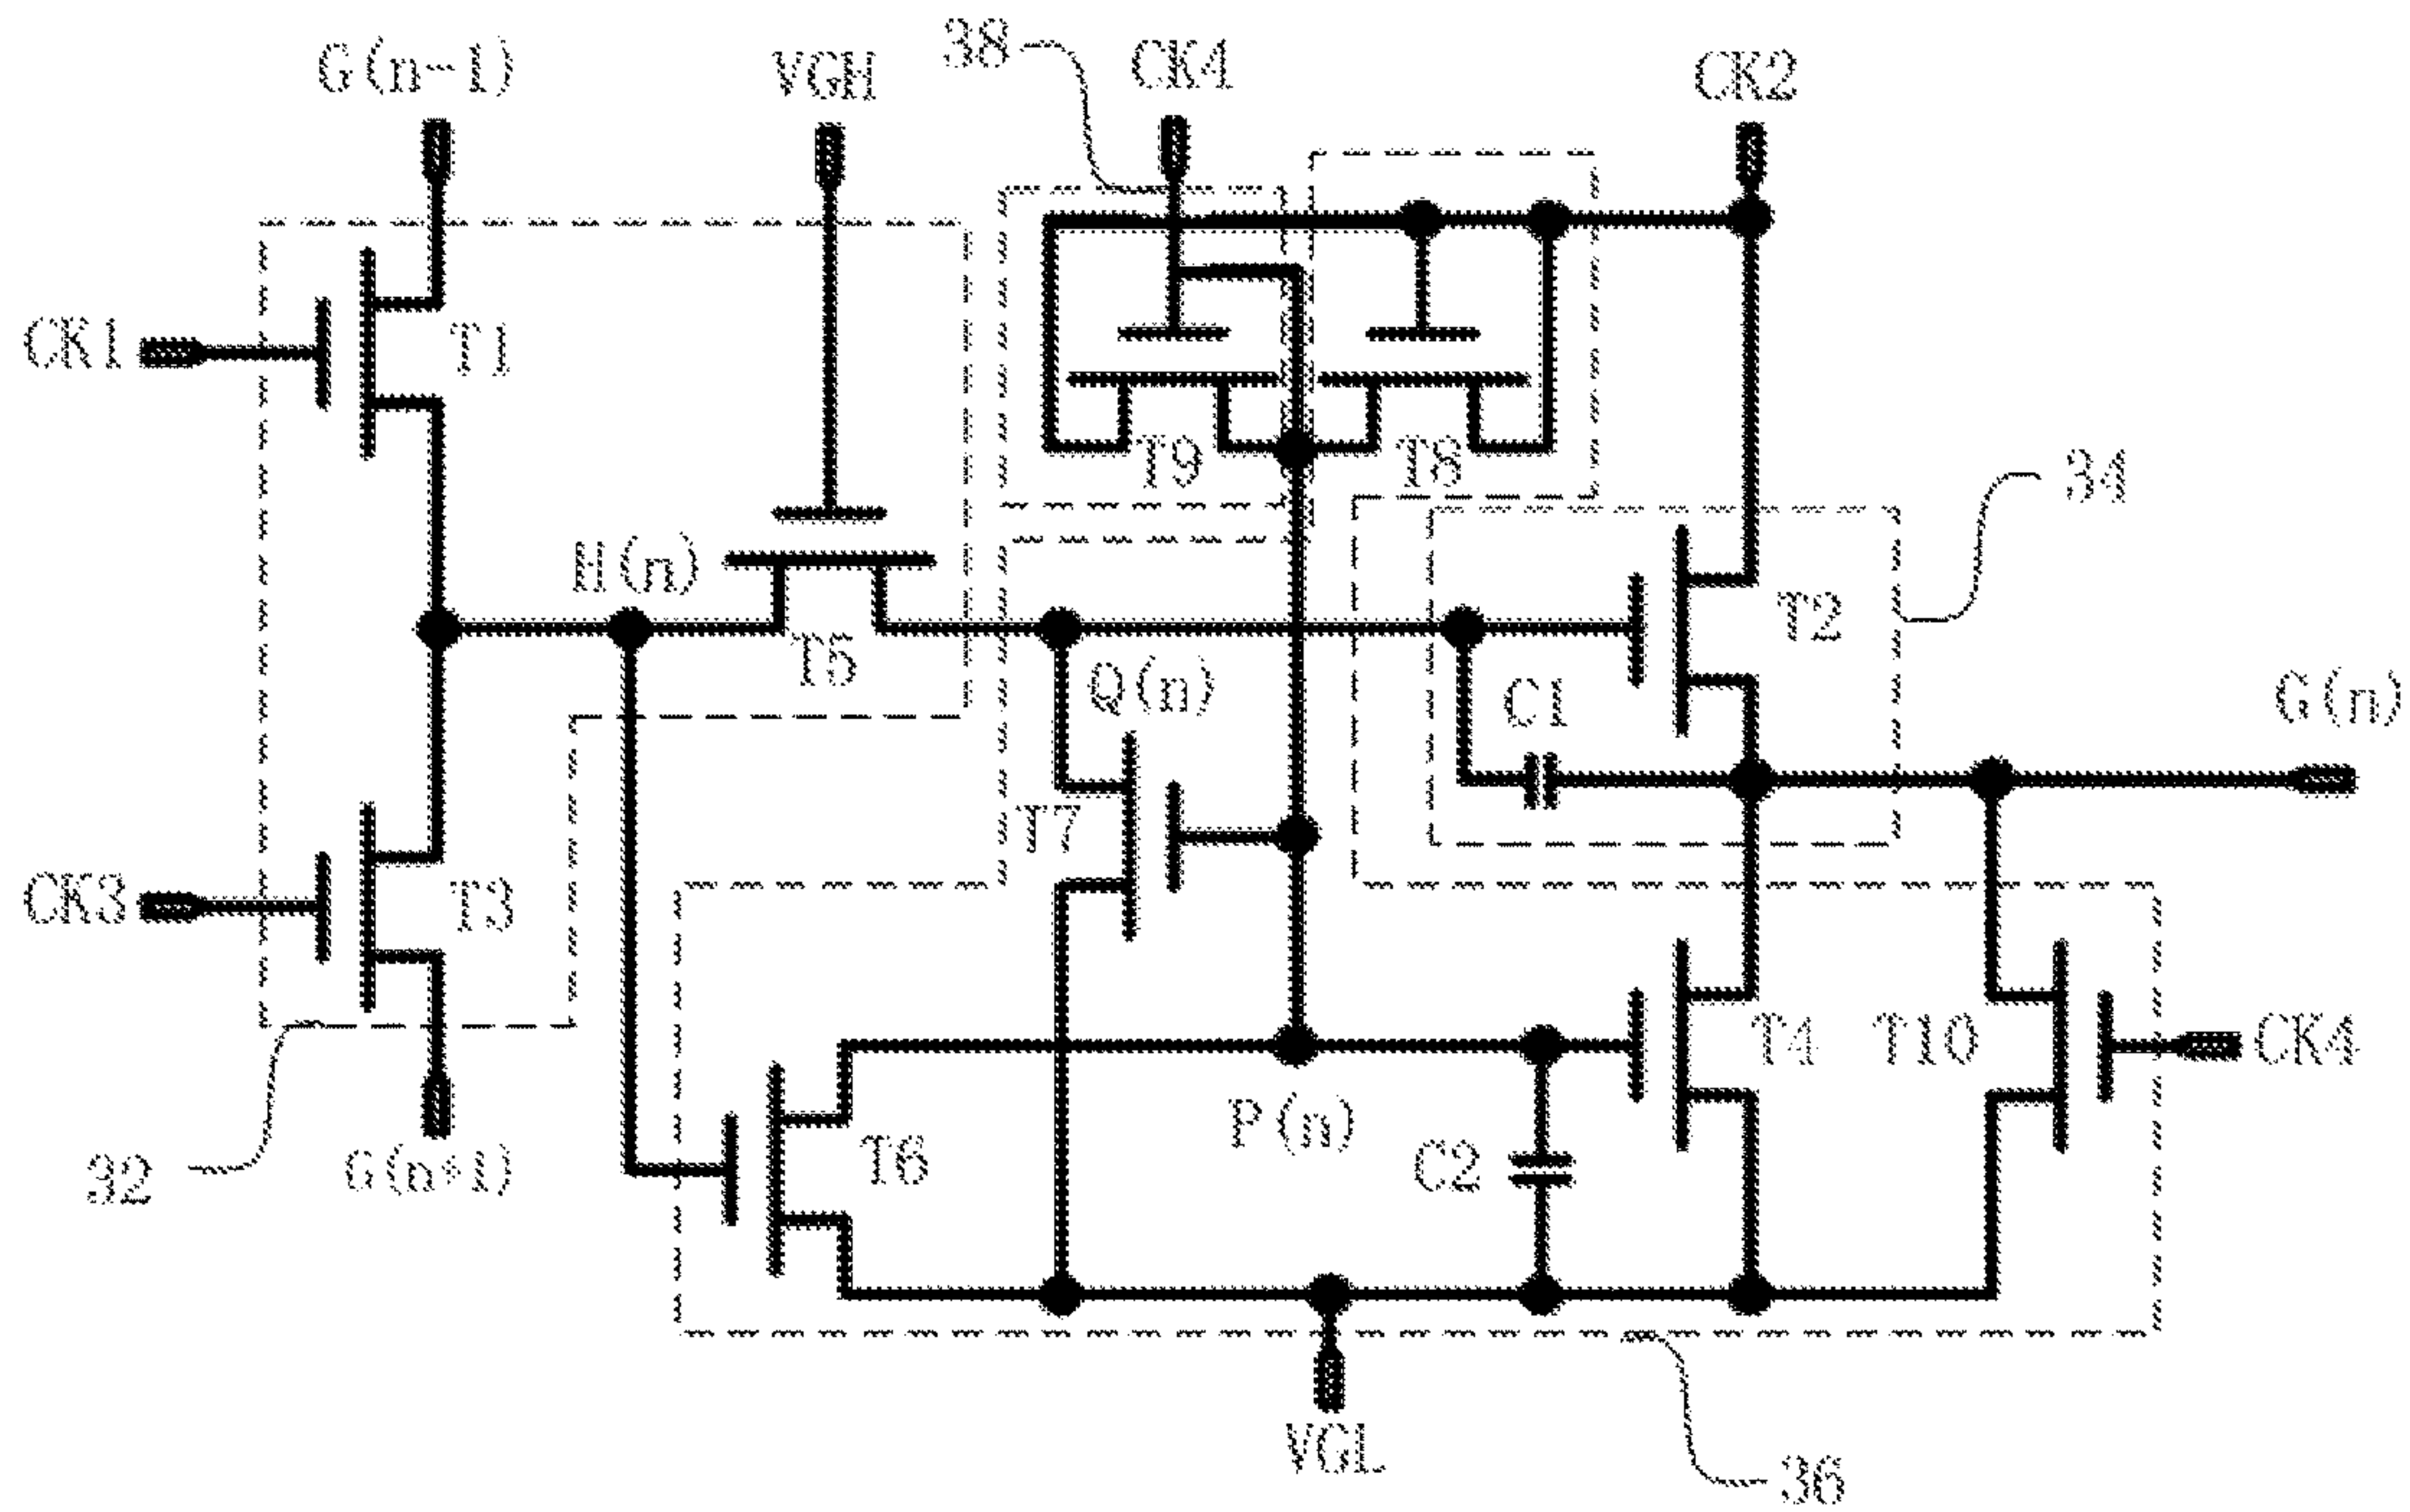 38
G(n-1)
VGH
CK4
CK2
CK1
T1
T9
T8
34
H(n)
T2
T5
Q(n)
C1
G(n)
T7
CK3
T3
T4
T10
CK4
P(n)
T6
C2
32
G(n+1)
VGL
36